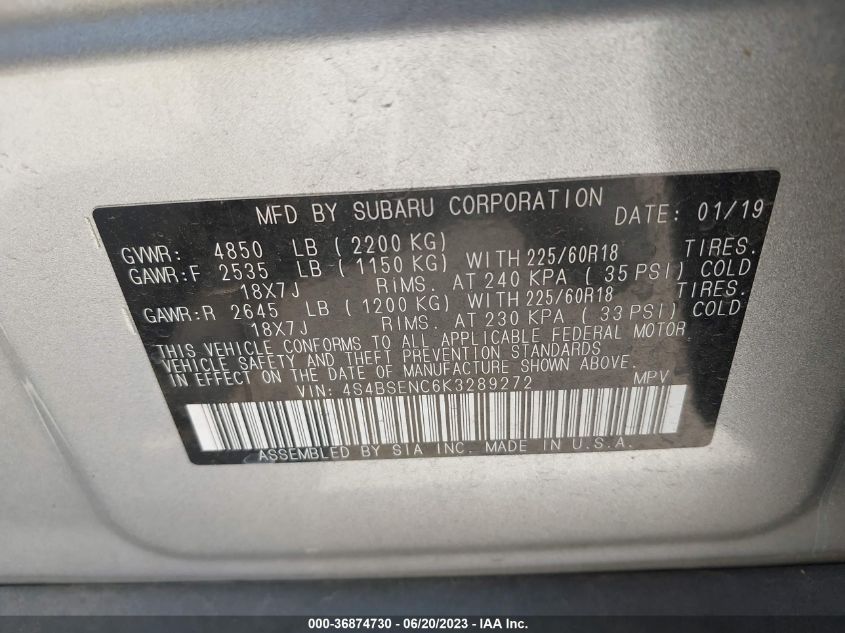 MFD BY SUBARU CORPORATION DATE: 01/19
GVWR: 4850 LB ( 2200 KG)
GAWR:F 2535 LB ( 1150 KG) WITH 225/60R18 TIRES.
18X7J RIMS. AT 240 KPA ( 35 PSI) COLD
GAWR:R 2645 LB ( 1200 KG) WITH 225/60R18 TIRES.
18X7J RIMS. AT 230 KPA ( 33 PSI) COLD
THIS VEHICLE CONFORMS TO ALL APPLICABLE FEDERAL MOTOR
VEHICLE SAFETY AND THEFT PREVENTION STANDARDS
IN EFFECT ON THE DATE OF MANUFACTURE SHOWN ABOVE.
VIN: 4S4BSENC6K3289272 MPV
ASSEMBLED BY SIA INC. MADE IN U.S.A.
000-36874730 - 06/20/2023 - IAA Inc.